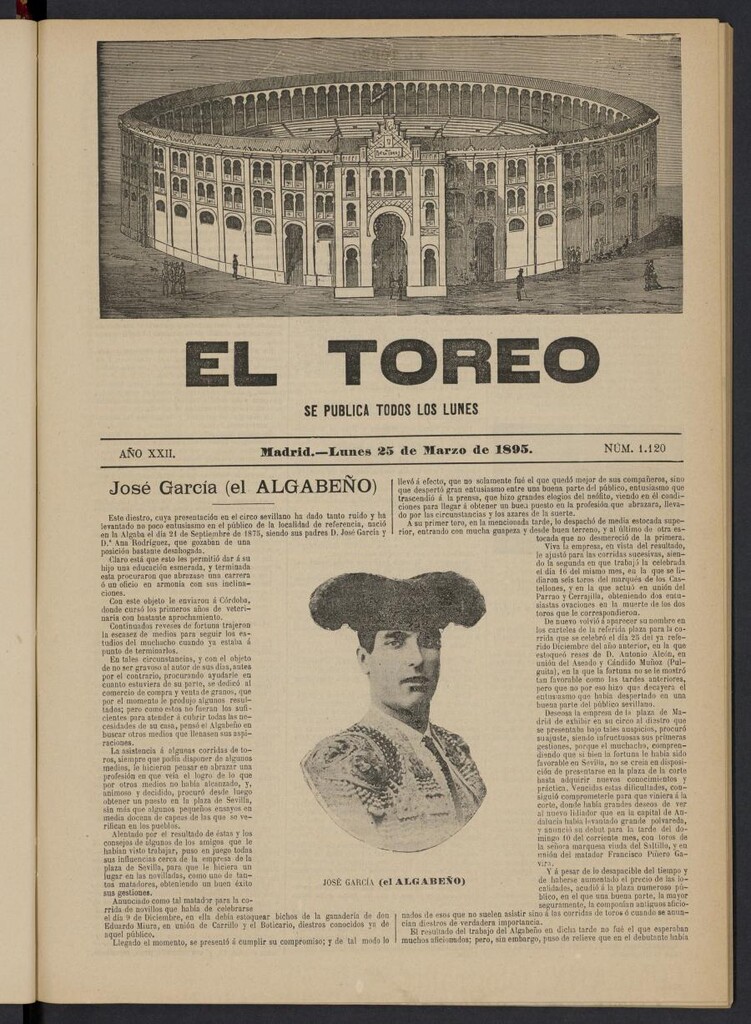 EL TOREO
SE PUBLICA TODOS LOS LUNES
AÑO XXII.
Madrid.—Lunes 25 de Marzo de 1895.
NÚM. 1.120
José García (el ALGABEÑO)
Este diestro, cuya presentación en el circo sevillano ha dado tanto ruido y ha
levantado no poco entusiasmo en el público de la localidad de referencia, nació
en la Algaba el día 21 de Septiembre de 1875, siendo sus padres D. José García y
D.ª Ana Rodríguez, que gozaban de una
posición bastante desahogada.
Claro está que esto les permitió dar á su
hijo una educación esmerada, y terminada
esta procuraron que abrazase una carrera
ó un oficio en armonía con sus inclina-
ciones.
Con este objeto le enviaron á Córdoba,
donde cursó los primeros años de veteri-
naria con bastante aprochamiento.
Continuados reveses de fortuna trajeron
la escasez de medios para seguir los es-
tudios del muchacho cuando ya estaba á
punto de terminarlos.
En tales circunstancias, y con el objeto
de no ser gravoso al autor de sus días, antes
por el contrario, procurando ayudarle en
cuanto estuviera de su parte, se dedicó al
comercio de compra y venta de granos, que
por el momento le produjo algunos resul-
tados; pero como estos no fueran los sufi-
cientes para atender á cubrir todas las ne-
cesidades de su casa, pensó el Algabeño en
buscar otros medios que llenasen sus aspi-
raciones.
La asistencia á algunas corridas de to-
ros, siempre que podía disponer de algunos
medios, le hicieron pensar en abrazar una
profesión en que veía el logro de lo que
por otros medios no había alcanzado, y,
animoso y decidido, procuró desde luego
obtener un puesto en la plaza de Sevilla,
sin más que algunos pequeños ensayos en
media docena de capeas de las que se ve-
rifican en los pueblos.
Alentado por el resultado de éstas y los
consejos de algunos de los amigos que le
habían visto trabajar, puso en juego todas
sus influencias cerca de la empresa de la
plaza de Sevilla, para que le hiciera un
lugar en las novilladas, como uno de tan-
tos matadores, obteniendo un buen éxito
sus gestiones.
Anunciado como tal matador para la co-
rrida de novillos que había de celebrarse
el día 9 de Diciembre, en ella debía estoquear bichos de la ganadería de don
Eduardo Miura, en unión de Carrillo y el Boticario, diestros conocidos ya de
aquel público.
Llegado el momento, se presentó á cumplir su compromiso; y de tal modo lo
llevó á efecto, que no solamente fué el que quedó mejor de sus compañeros, sino
que despertó gran entusiasmo entre una buena parte del público, entusiasmo que
trascendió á la prensa, que hizo grandes elogios del neófito, viendo en él condi-
ciones para llegar á obtener un buen puesto en la profesión que abrazara, lleva-
do por las circunstancias y los azares de la suerte.
A su primer toro, en la mencionada tarde, lo despachó de media estocada supe-
rior, entrando con mucha guapeza y desde buen terreno, y al último de otra es-
tocada que no desmereció de la primera.
Viva la empresa, en vista del resultado,
le ajustó para las corridas sucesivas, sien-
do la segunda en que trabajó la celebrada
el día 16 del mismo mes, en la que se li-
diaron seis toros del marqués de los Cas-
tellones, y en la que actuó en unión del
Parrao y Cerrajilla, obteniendo dos entu-
siastas ovaciones en la muerte de los dos
toros que le correspondieron.
De nuevo volvió á aparecer su nombre en
los carteles de la referida plaza para la co-
rrida que se celebró el día 23 del ya refe-
rido Diciembre del año anterior, en la que
estoqueó reses de D. Antonio Alcón, en
unión del Aseado y Cándido Muñoz (Pul-
guita), en la que la fortuna no se le mostró
tan favorable como las tardes anteriores,
pero que no por eso hizo que decayera el
entusiasmo que había despertado en una
buena parte del público sevillano.
Deseosa la empresa de la plaza de Ma-
drid de exhibir en su circo al diestro que
se presentaba bajo tales auspicios, procuró
su ajuste, siendo infructuosas sus primeras
gestiones, porque el muchacho, compren-
diendo que si bien la fortuna le había sido
favorable en Sevilla, no se creía en disposi-
ción de presentarse en la plaza de la corte
hasta adquirir nuevos conocimientos y
práctica. Vencidas estas dificultades, con-
siguió comprometerle para que viniera á la
corte, donde había grandes deseos de ver
al nuevo lidiador que en la capital de An-
dalucía había levantado grande polvareda,
y anunció su debut para la tarde del do-
mingo 10 del corriente mes, con toros de
la señora marquesa viuda del Saltillo, y en
unión del matador Francisco Piñero Ga-
vira.
Y á pesar de lo desapacible del tiempo y
de haberse aumentado el precio de las lo-
calidades, acudió á la plaza numeroso pú-
blico, en el que una buena parte, la mayor
seguramente, la componían antiguos aficio-
nados de esos que no suelen asistir sino á las corridas de toros ó cuando se anun-
cian diestros de verdadera importancia.
El resultado del trabajo del Algabeño en dicha tarde no fué el que esperaban
muchos aficionados; pero, sin embargo, puso de relieve que en el debutante había
JOSÉ GARCÍA (el ALGABEÑO)